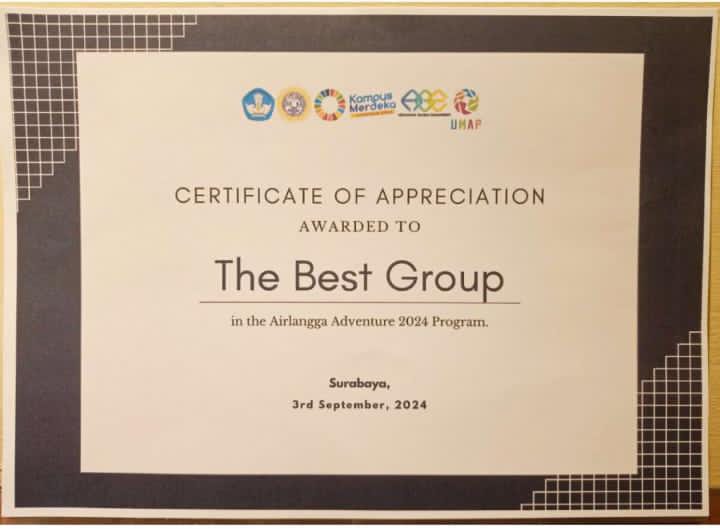 Kampus
Merdeka
UMAP
CERTIFICATE OF APPRECIATION
AWARDED TO
The Best Group
in the Airlangga Adventure 2024 Program.
Surabaya,
3rd September, 2024